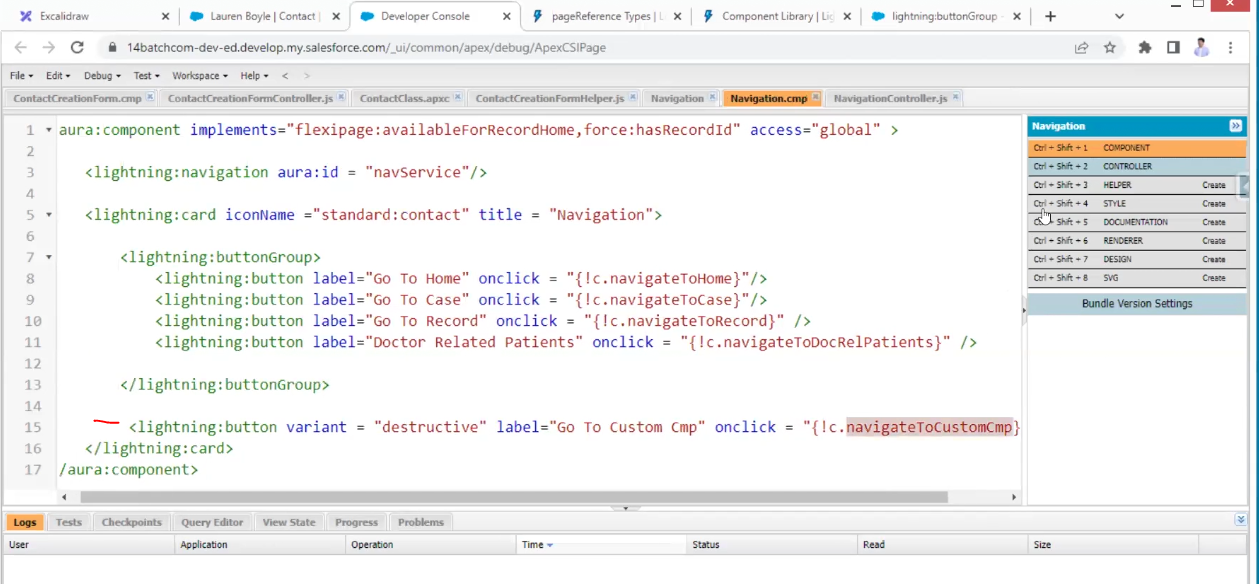 Excalidraw
Lauren Boyle | Contact |
Developer Console
pageReference Types | L
Component Library | Lig
lightning:buttonGroup -
14batchcom-dev-ed.develop.my.salesforce.com/_ui/common/apex/debug/ApexCSIPage
File Edit Debug Test Workspace Help < >
ContactCreationForm.cmp ContactCreationFormController.js ContactClass.apxc ContactCreationFormHelper.js Navigation Navigation.cmp NavigationController.js
1 aura:component implements="flexipage:availableForRecordHome,force:hasRecordId" access="global" >
2
3 <lightning:navigation aura:id = "navService"/>
4
5 <lightning:card iconName ="standard:contact" title = "Navigation">
6
7 <lightning:buttonGroup>
8 <lightning:button label="Go To Home" onclick = "{!c.navigateToHome}"/>
9 <lightning:button label="Go To Case" onclick = "{!c.navigateToCase}"/>
10 <lightning:button label="Go To Record" onclick = "{!c.navigateToRecord}" />
11 <lightning:button label="Doctor Related Patients" onclick = "{!c.navigateToDocRelPatients}" />
12
13 </lightning:buttonGroup>
14
15 <lightning:button variant = "destructive" label="Go To Custom Cmp" onclick = "{!c.navigateToCustomCmp}
16 </lightning:card>
17 /aura:component>
Navigation
Ctrl + Shift + 1 COMPONENT
Ctrl + Shift + 2 CONTROLLER
Ctrl + Shift + 3 HELPER Create
Ctrl + Shift + 4 STYLE Create
Ctrl + Shift + 5 DOCUMENTATION Create
Ctrl + Shift + 6 RENDERER Create
Ctrl + Shift + 7 DESIGN Create
Ctrl + Shift + 8 SVG Create
Bundle Version Settings
Logs Tests Checkpoints Query Editor View State Progress Problems
User Application Operation Time Status Read Size